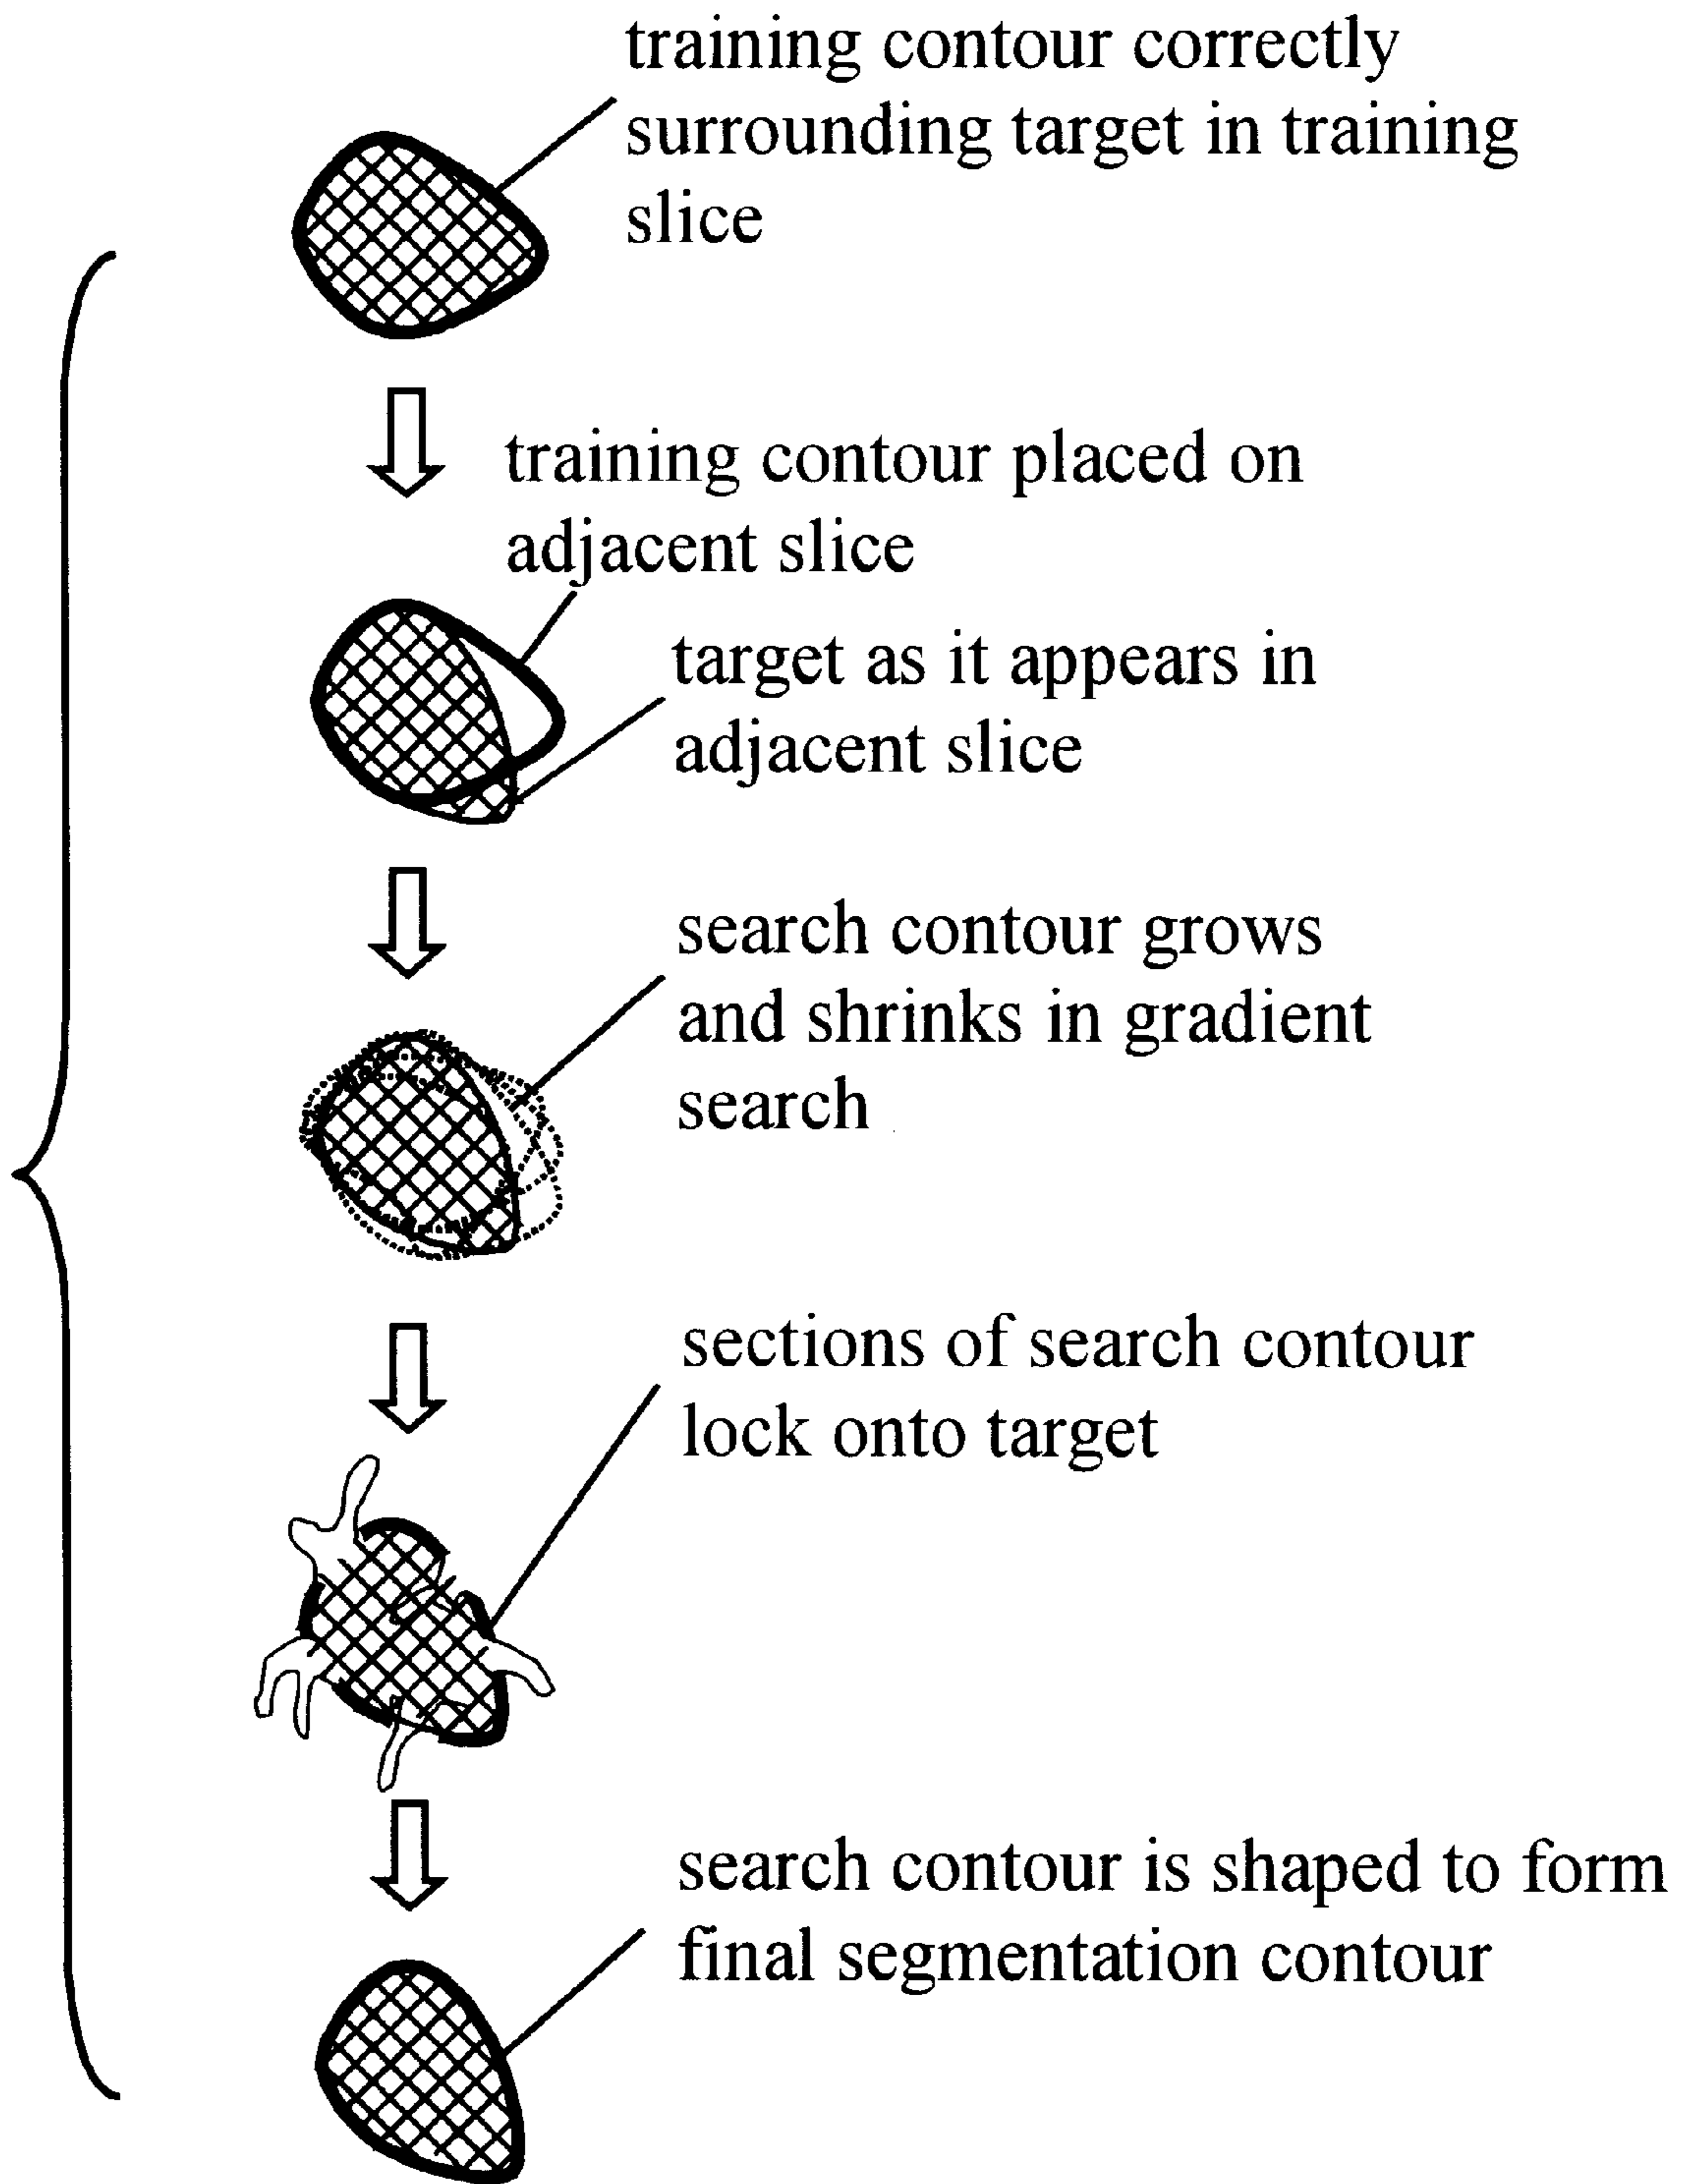 training contour correctly
surrounding target in training
slice
training contour placed on
adjacent slice
target as it appears in
adjacent slice
search contour grows
and shrinks in gradient
search
sections of search contour
lock onto target
search contour is shaped to form
final segmentation contour